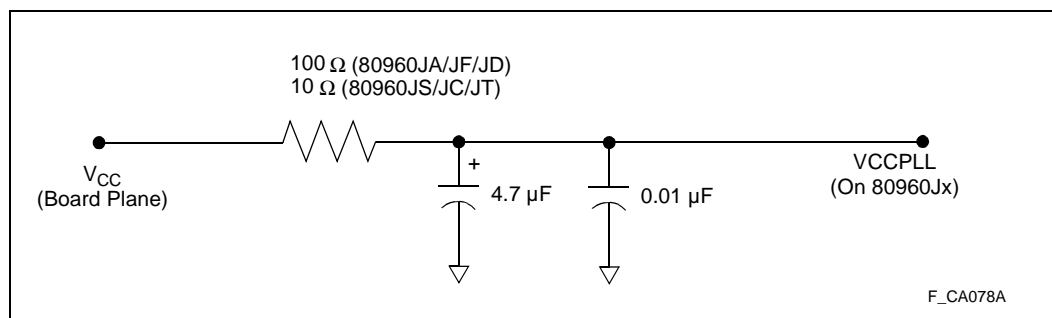 100 Ω (80960JA/JF/JD)
10 Ω (80960JS/JC/JT)
VCC
(Board Plane)
+
4.7 µF
0.01 µF
VCCPLL
(On 80960Jx)
F_CA078A